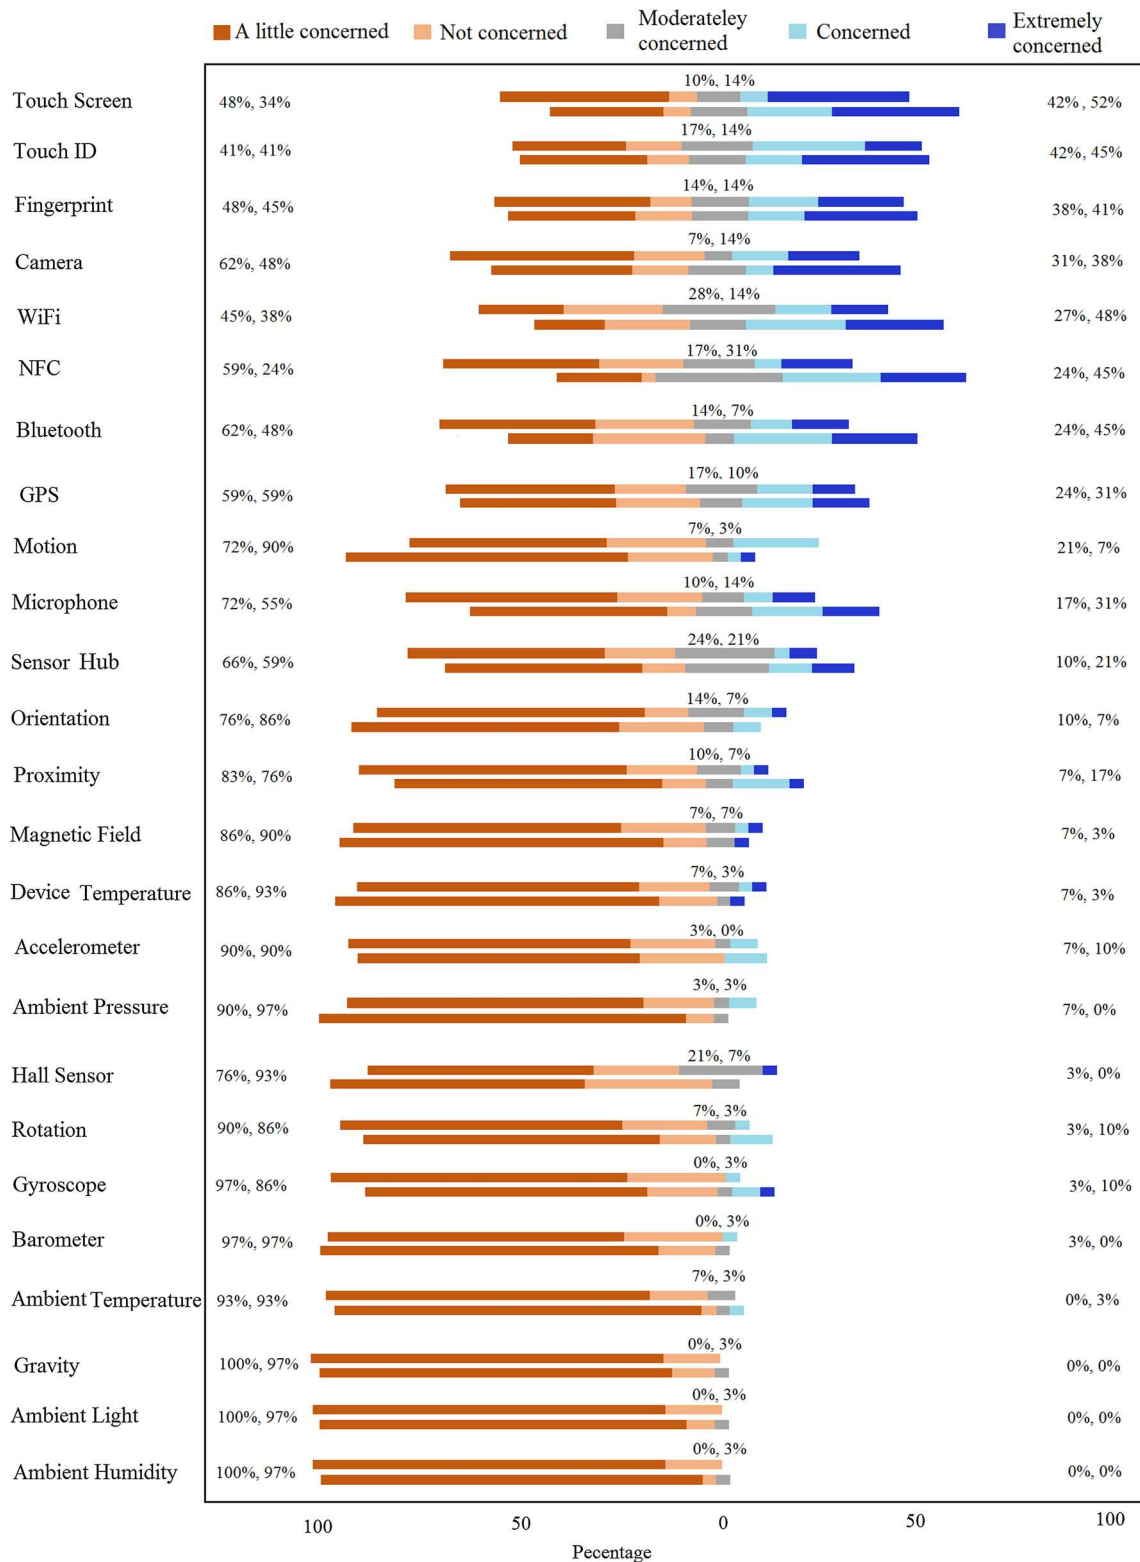 A little concerned Not concerned Moderateley concerned Concerned Extremely concerned
10%, 14%
Touch Screen 48%, 34% 42%, 52%
17%, 14%
Touch ID 41%, 41% 42%, 45%
14%, 14%
Fingerprint 48%, 45% 38%, 41%
7%, 14%
Camera 62%, 48% 31%, 38%
28%, 14%
WiFi 45%, 38% 27%, 48%
17%, 31%
NFC 59%, 24% 24%, 45%
14%, 7%
Bluetooth 62%, 48% 24%, 45%
17%, 10%
GPS 59%, 59% 24%, 31%
7%, 3%
Motion 72%, 90% 21%, 7%
10%, 14%
Microphone 72%, 55% 17%, 31%
24%, 21%
Sensor Hub 66%, 59% 10%, 21%
14%, 7%
Orientation 76%, 86% 10%, 7%
10%, 7%
Proximity 83%, 76% 7%, 17%
7%, 7%
Magnetic Field 86%, 90% 7%, 3%
7%, 3%
Device Temperature 86%, 93% 7%, 3%
3%, 0%
Accelerometer 90%, 90% 7%, 10%
3%, 3%
Ambient Pressure 90%, 97% 7%, 0%
21%, 7%
Hall Sensor 76%, 93% 3%, 0%
7%, 3%
Rotation 90%, 86% 3%, 10%
0%, 3%
Gyroscope 97%, 86% 3%, 10%
0%, 3%
Barometer 97%, 97% 3%, 0%
7%, 3%
Ambient Temperature 93%, 93% 0%, 3%
0%, 3%
Gravity 100%, 97% 0%, 0%
0%, 3%
Ambient Light 100%, 97% 0%, 0%
0%, 3%
Ambient Humidity 100%, 97% 0%, 0%
100 50 0 50 100
Pecentage